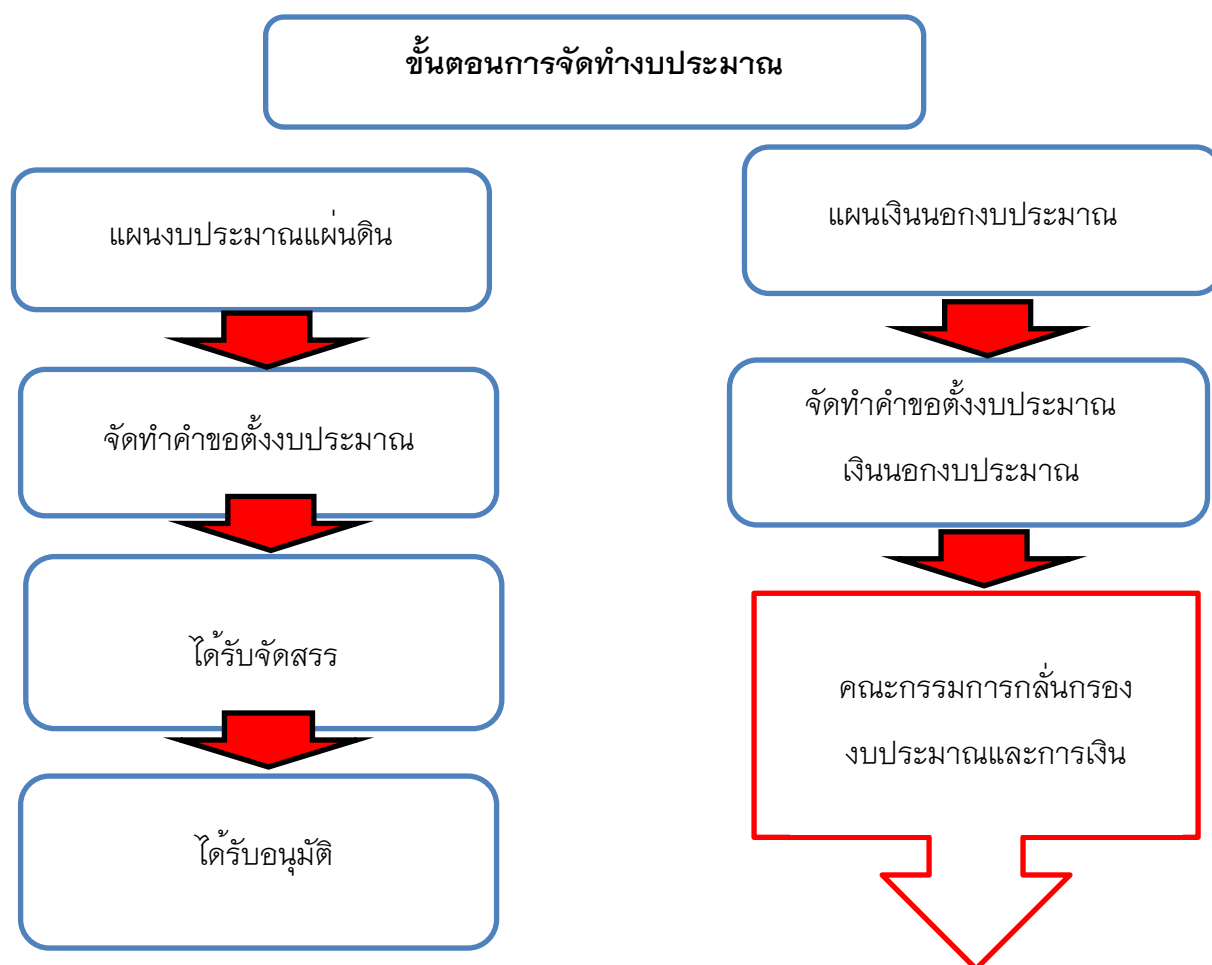 ขั้นตอนการจัดทำงบประมาณ
แผนงบประมาณแผ่นดิน
จัดทำคำขอตั้งงบประมาณ
ได้รับจัดสรร
ได้รับอนุมัติ
แผนเงินนอกงบประมาณ
จัดทำคำขอตั้งงบประมาณ
เงินนอกงบประมาณ
คณะกรรมการกลั่นกรอง
งบประมาณและการเงิน